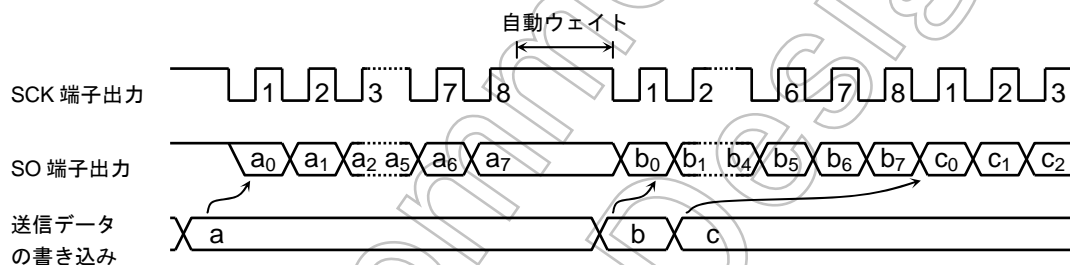 自動ウェイト
SCK 端子出力 1 2 3 7 8 1 2 6 7 8 1 2 3
SO 端子出力 a0 a1 a2 a5 a6 a7 b0 b1 b4 b5 b6 b7 c0 c1 c2
送信データ
の書き込み a b c